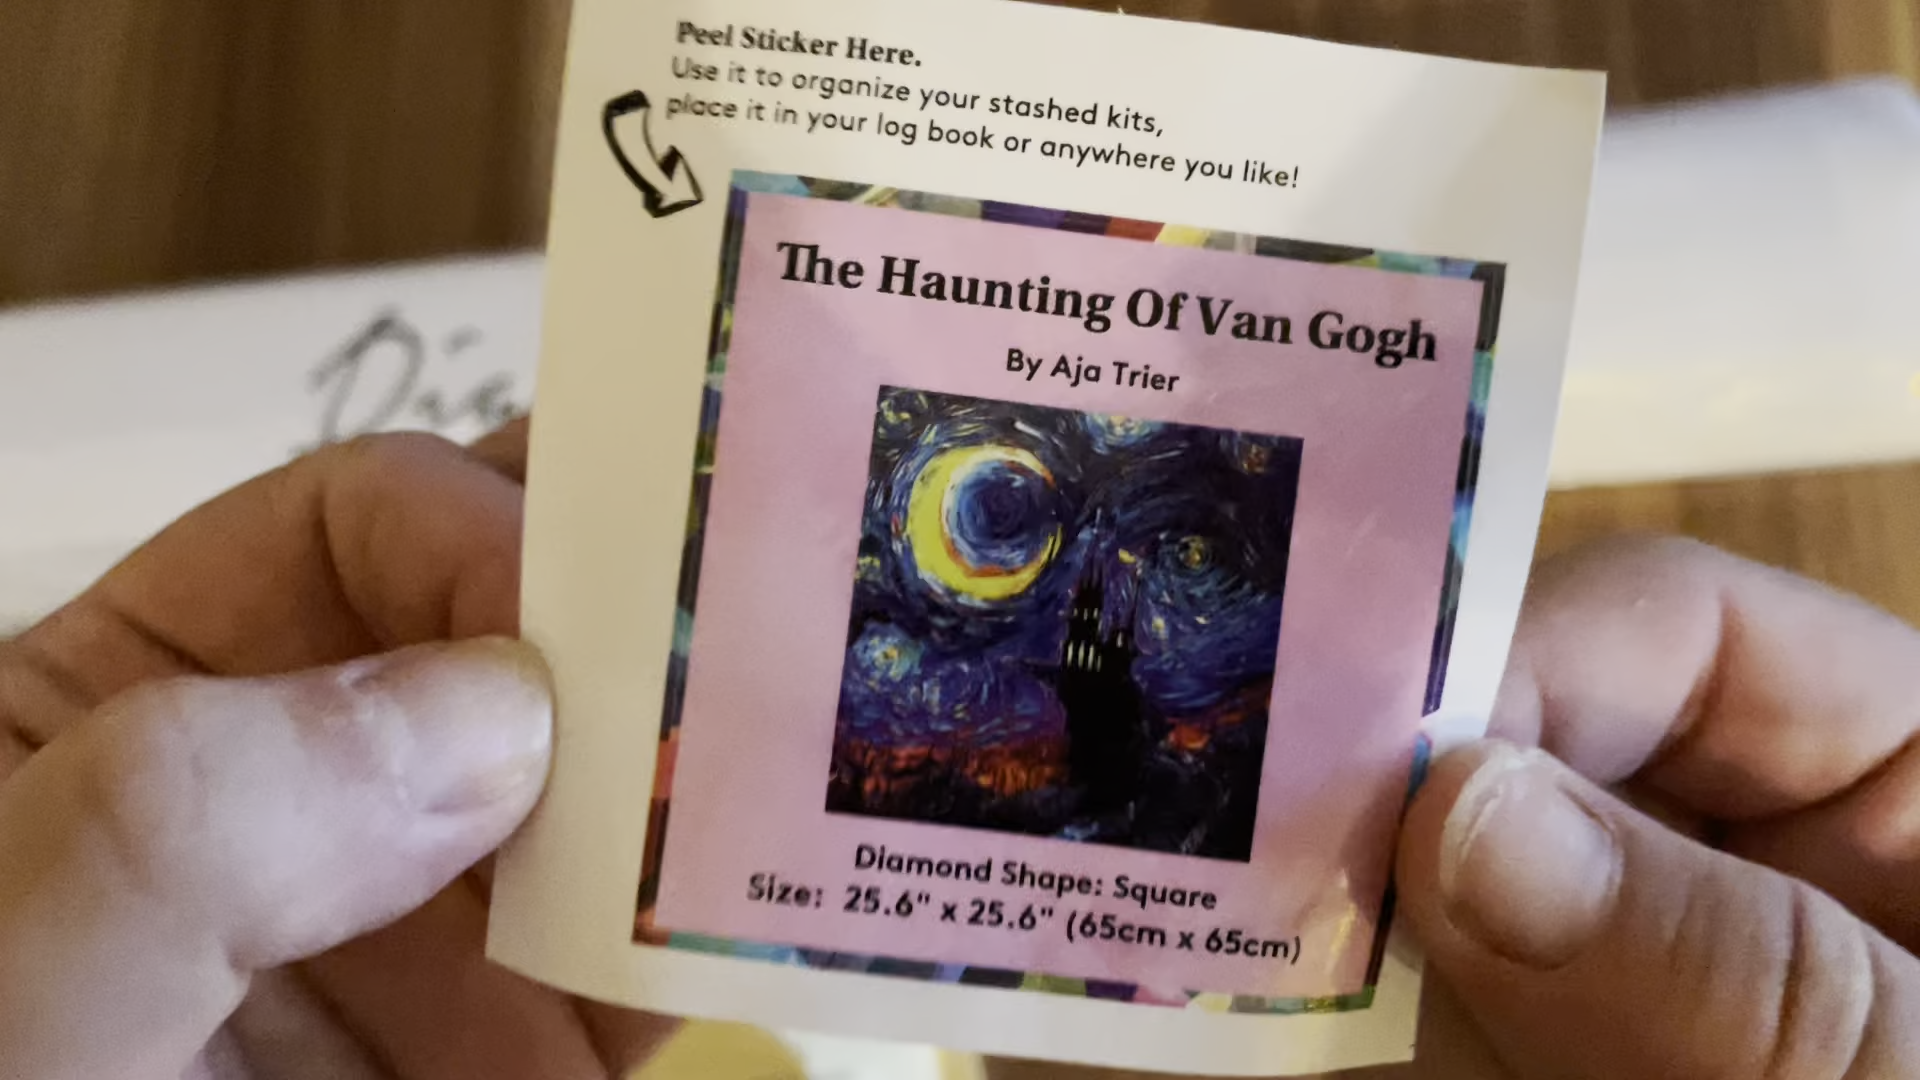 Peel Sticker Here.
Use it to organize your stashed kits,
place it in your log book or anywhere you like!
The Haunting Of Van Gogh
By Aja Trier
Diamond Shape: Square
Size: 25.6" x 25.6" (65cm x 65cm)